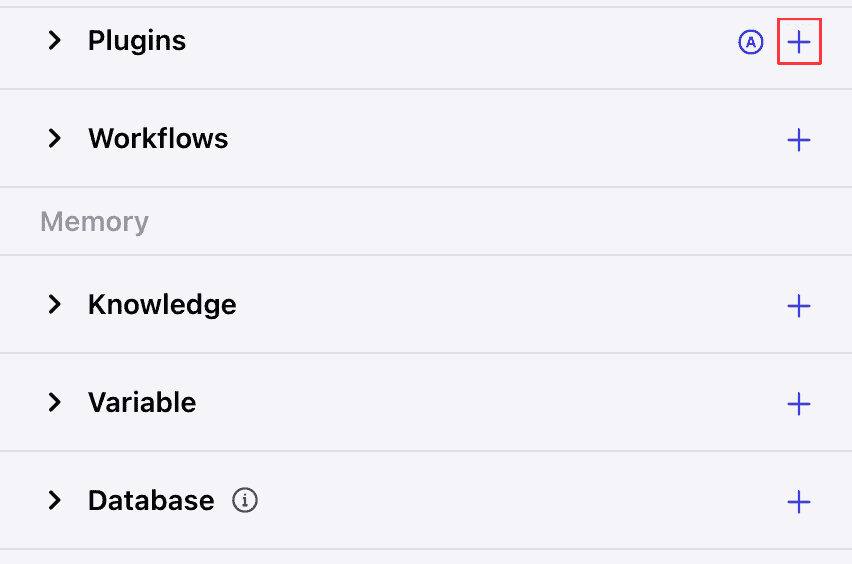 Plugins A
Workflows
Memory
Knowledge
Variable
Database